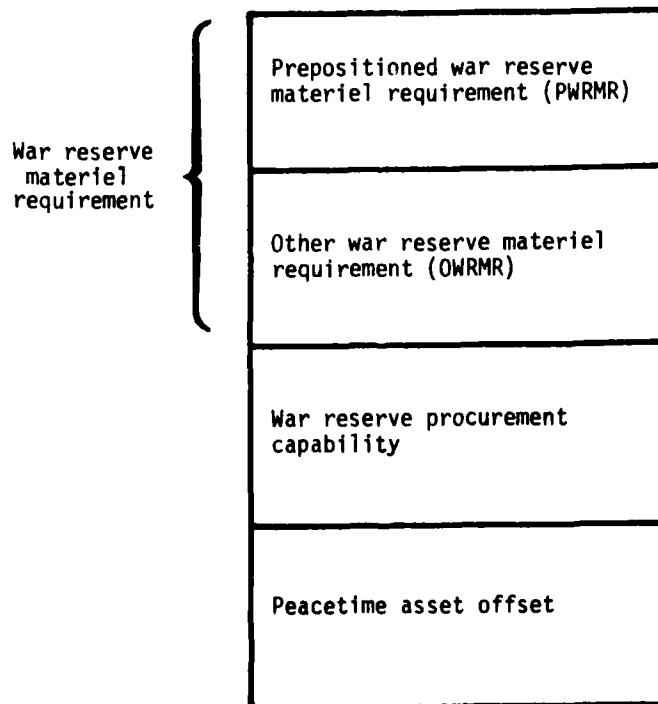 Prepositioned war reserve
materiel requirement (PWRMR)
War reserve
materiel
requirement
Other war reserve materiel
requirement (OWRMR)
War reserve procurement
capability
Peacetime asset offset